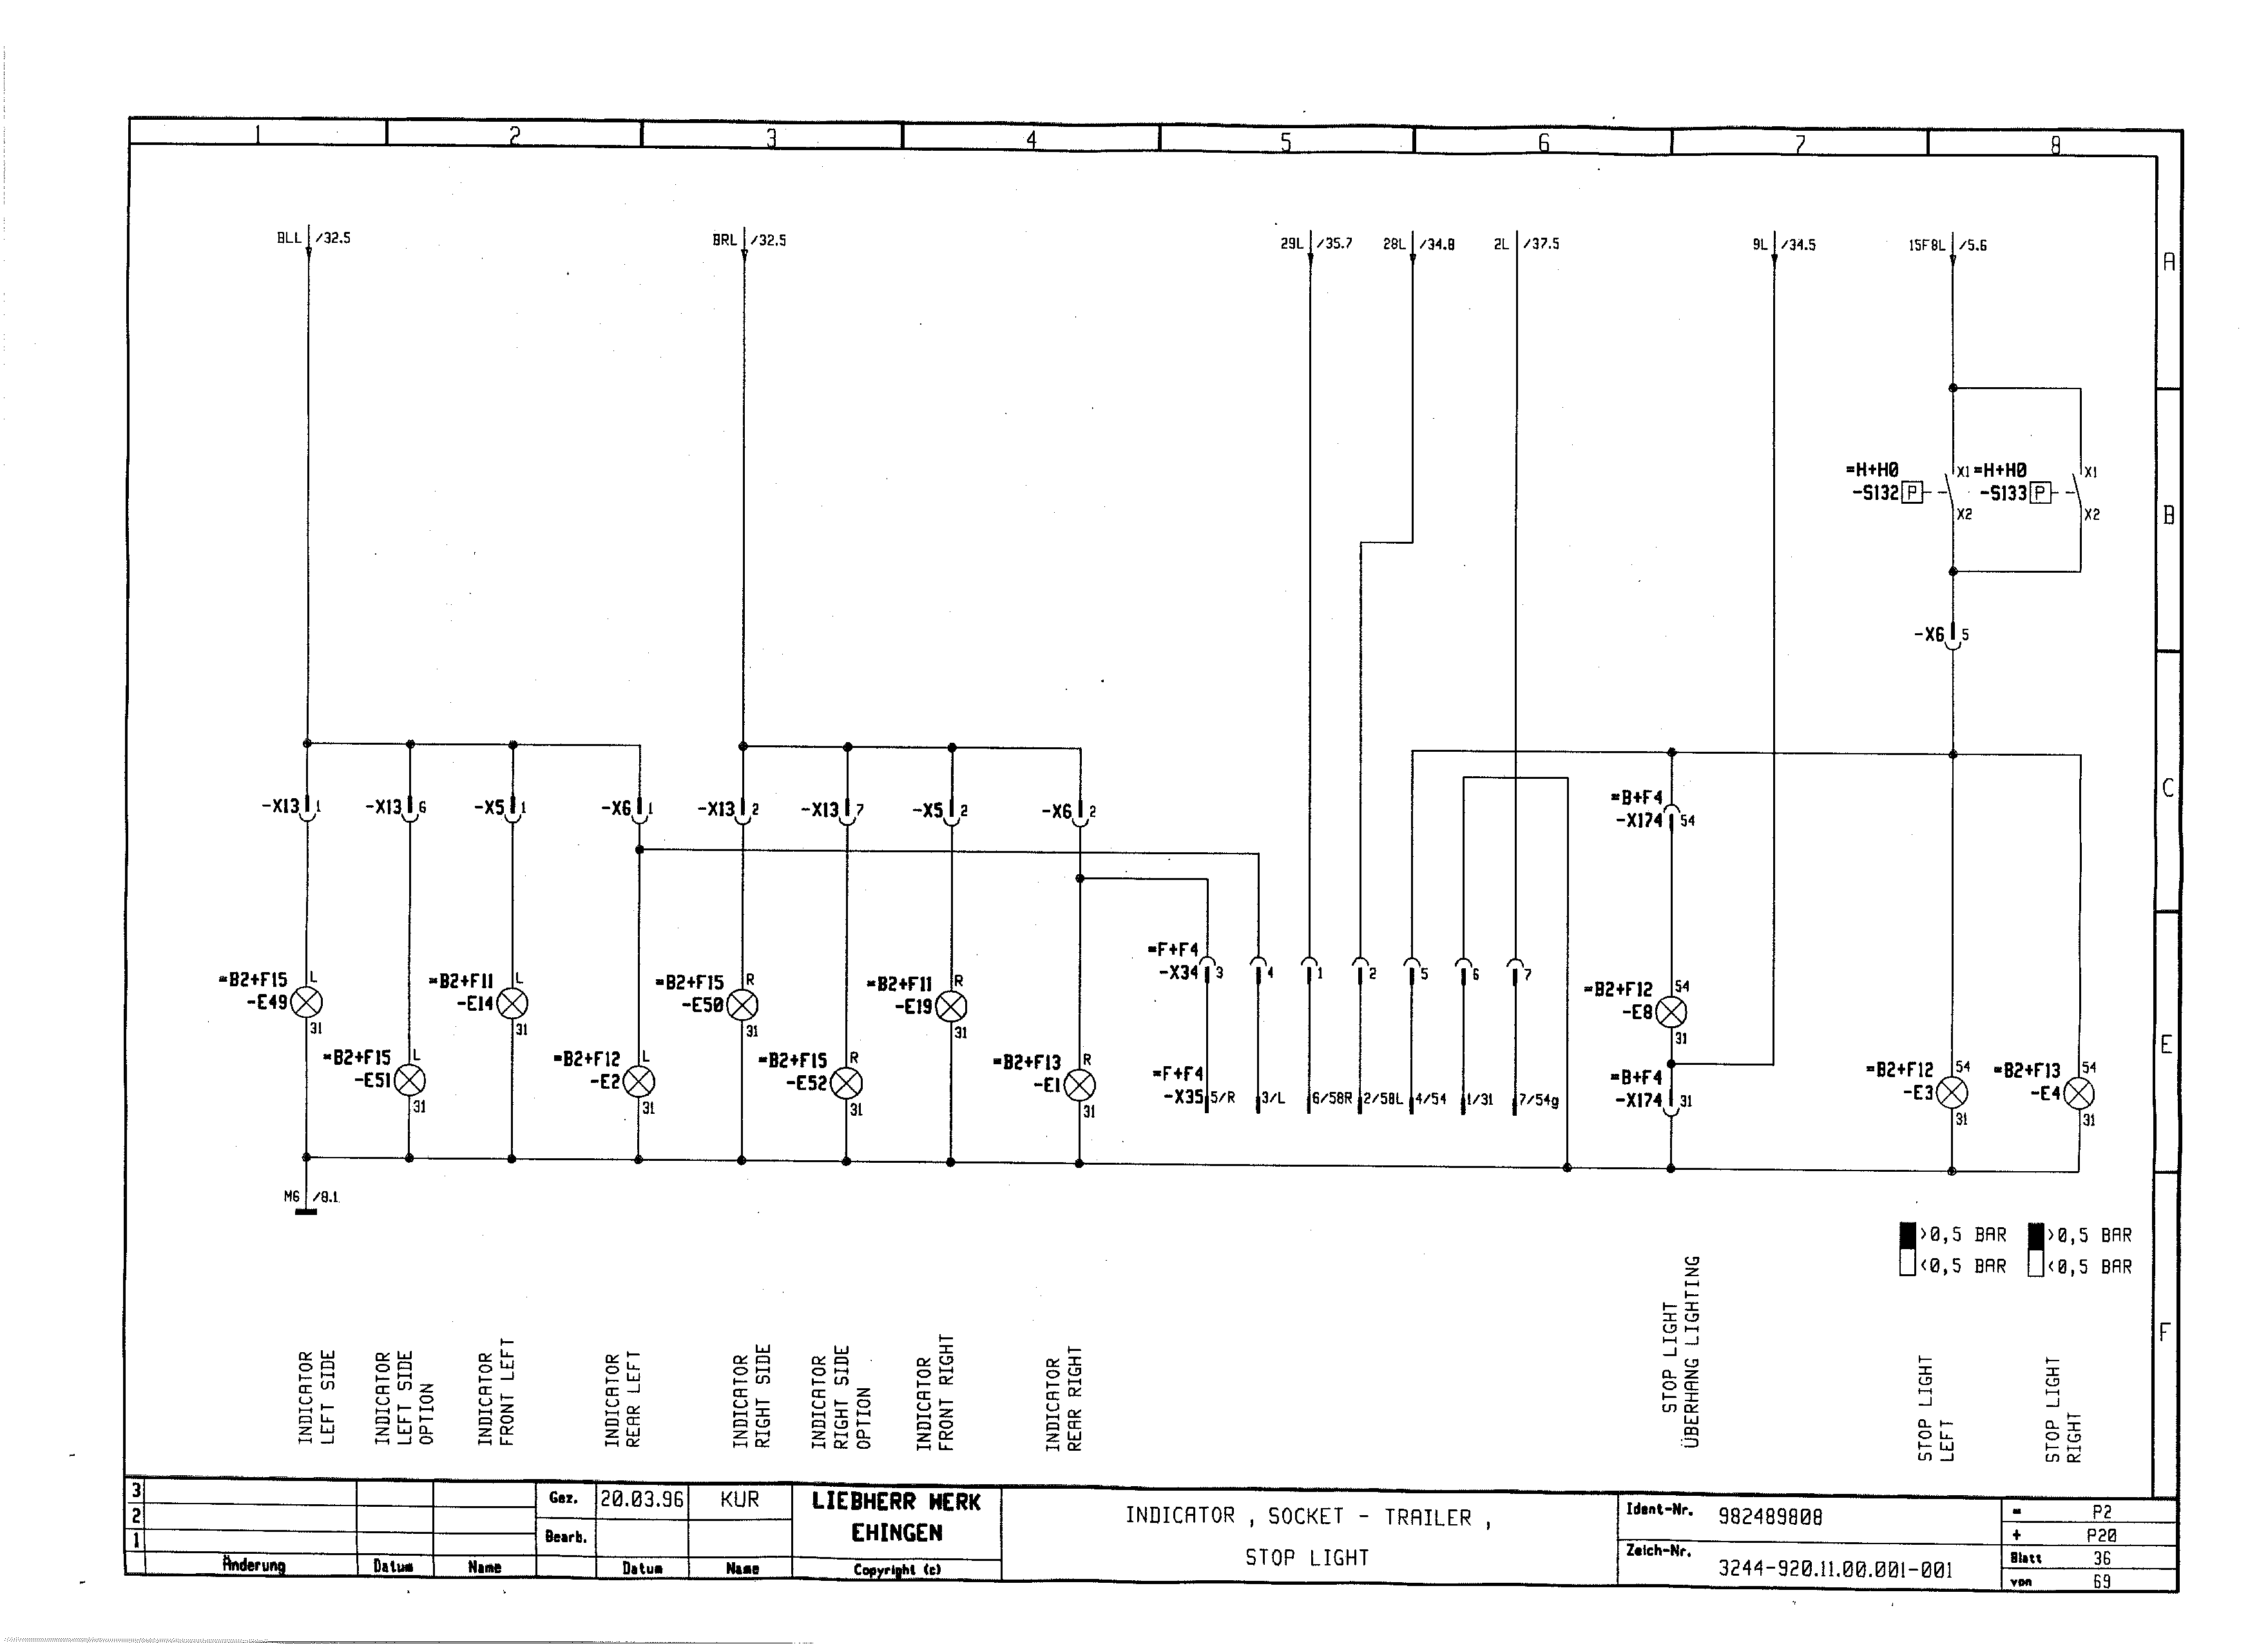 1 2 3 4 5 6 7 8
BLL /32.5
BRL /32.5
29L /35.7
28L /34.8
2L /37.5
9L /34.5
15F8L /5.6
A
=H+H0
-S132 P
X1
X2
=H+H0
-S133 P
X1
X2
B
-X6 5
-X13 1
-X13 6
-X5 1
-X6 1
-X13 2
-X13 7
-X5 2
-X6 2
=B+F4
-X174 54
C
=F+F4
-X34 3
4
1
2
5
6
7
=B2+F15 L
-E49
31
=B2+F11 L
-E14
31
=B2+F15 R
-E50
31
=B2+F11 R
-E19
31
=B2+F12 54
-E8
31
E
=B2+F15 L
-E51
31
=B2+F12 L
-E2
31
=B2+F15 R
-E52
31
=B2+F13 R
-E1
31
=F+F4
-X35 5/R
3/L
6/58R
2/58L
4/54
1/31
7/54g
=B+F4
-X174 31
=B2+F12 54
-E3
31
=B2+F13 54
-E4
31
M6 /8.1
>0,5 BAR
<0,5 BAR
>0,5 BAR
<0,5 BAR
F
INDICATOR
LEFT SIDE
INDICATOR
LEFT SIDE
OPTION
INDICATOR
FRONT LEFT
INDICATOR
REAR LEFT
INDICATOR
RIGHT SIDE
INDICATOR
RIGHT SIDE
OPTION
INDICATOR
FRONT RIGHT
INDICATOR
REAR RIGHT
STOP LIGHT
ÜBERHANG LIGHTING
STOP LIGHT
LEFT
STOP LIGHT
RIGHT
3
2
1
Änderung Datum Name
Gez. 20.03.96 KUR
Bearb.
Datum Name
LIEBHERR WERK
EHINGEN
Copyright (c)
INDICATOR , SOCKET - TRAILER ,
STOP LIGHT
Ident-Nr. 982489808
Zeich-Nr. 3244-920.11.00.001-001
= P2
+ P20
Blatt 36
von 69